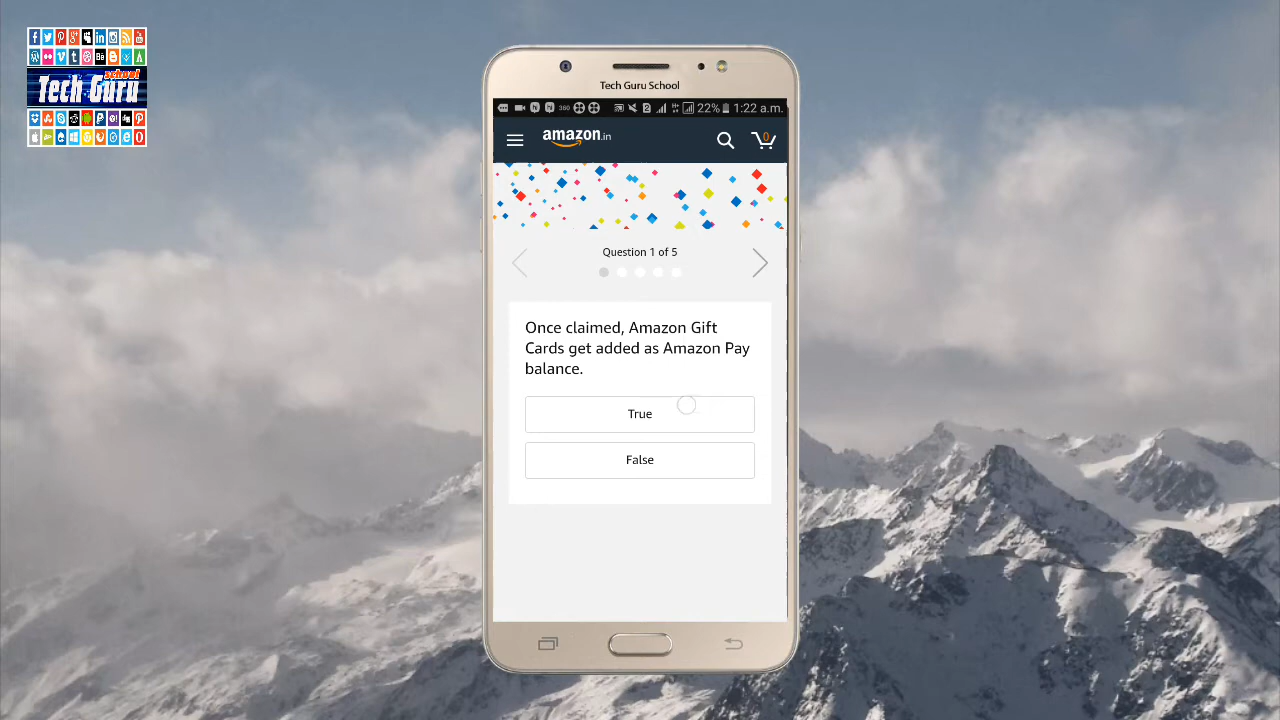 school
Tech Guru
Tech Guru School
360
22%
1:22 a.m.
amazon.in
0
Question 1 of 5
Once claimed, Amazon Gift
Cards get added as Amazon Pay
balance.
True
False